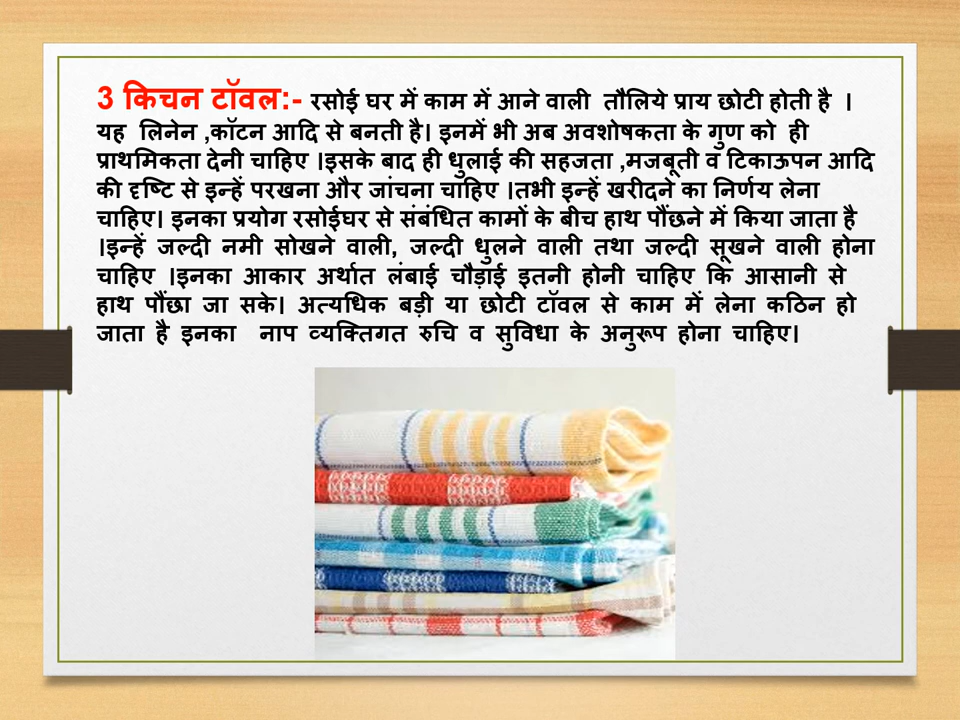 3 किचन टॉवल:- रसोई घर में काम में आने वाली तौलिये प्राय छोटी होती है ।
यह लिनेन ,कॉटन आदि से बनती है। इनमें भी अब अवशोषकता के गुण को ही
प्राथमिकता देनी चाहिए ।इसके बाद ही धुलाई की सहजता ,मजबूती व टिकाऊपन आदि
की दृष्टि से इन्हें परखना और जांचना चाहिए ।तभी इन्हें खरीदने का निर्णय लेना
चाहिए। इनका प्रयोग रसोईघर से संबंधित कामों के बीच हाथ पौंछने में किया जाता है
।इन्हें जल्दी नमी सोखने वाली, जल्दी धुलने वाली तथा जल्दी सूखने वाली होना
चाहिए ।इनका आकार अर्थात लंबाई चौड़ाई इतनी होनी चाहिए कि आसानी से
हाथ पौंछा जा सके। अत्यधिक बड़ी या छोटी टॉवल से काम में लेना कठिन हो
जाता है इनका नाप व्यक्तिगत रुचि व सुविधा के अनुरूप होना चाहिए।